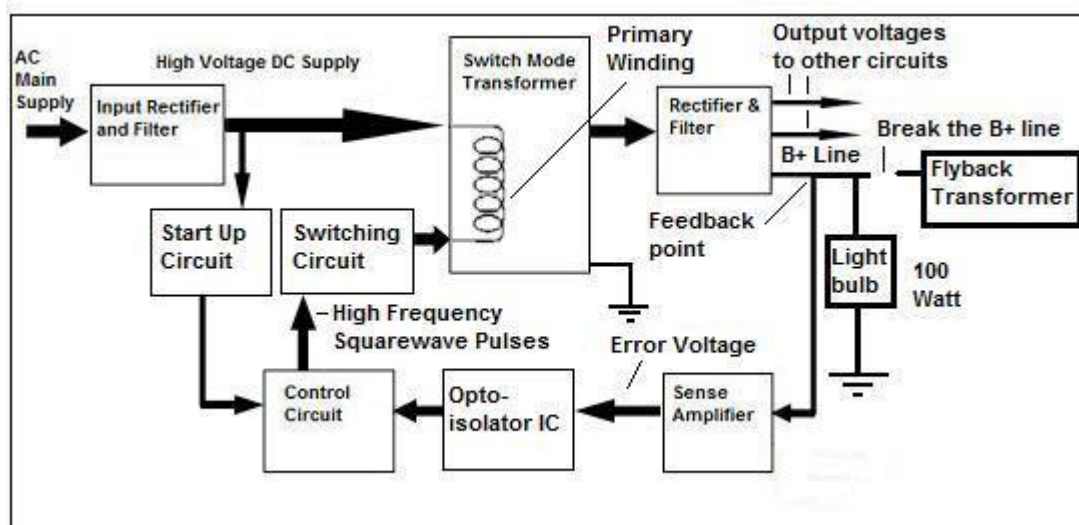 AC
Main
Supply
High Voltage DC Supply
Input Rectifier
and Filter
Switch Mode
Transformer
Primary
Winding
Output voltages
to other circuits
Rectifier &
Filter
B+ Line
Break the B+ line
Flyback
Transformer
Feedback
point
Start Up
Circuit
Switching
Circuit
Light
bulb
100
Watt
High Frequency
Squarewave Pulses
Error Voltage
Control
Circuit
Opto-
isolator IC
Sense
Amplifier